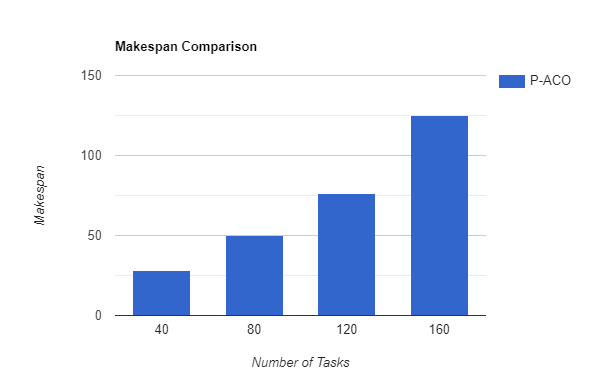 Makespan Comparison
150
100
50
0
Makespan
40 80 120 160
Number of Tasks
P-ACO